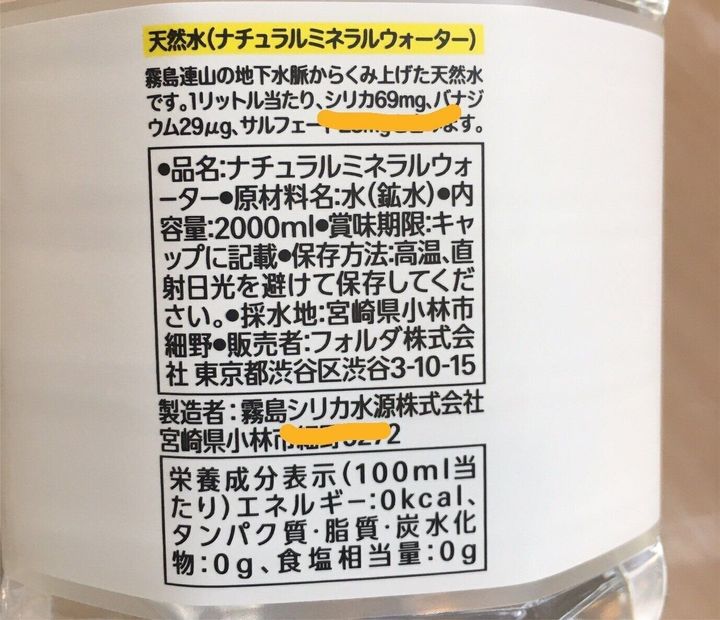 天然水(ナチュラルミネラルウォーター)
霧島連山の地下水脈からくみ上げた天然水
です。1リットル当たり、シリカ69mg、バナジ
ウム29μg、サルフェート ます。
●品名:ナチュラルミネラルウォ
ーター●原材料名:水(鉱水)●内
容量:2000ml●賞味期限:キャ
ップに記載●保存方法:高温、直
射日光を避けて保存してくだ
さい。●採水地:宮崎県小林市
細野●販売者:フォルダ株式会
社 東京都渋谷区渋谷3-10-15
製造者:霧島シリカ水源株式会社
宮崎県小林市細野
栄養成分表示(100ml当
たり)エネルギー:0kcal、
タンパク質・脂質・炭水化
物:0g、食塩相当量:0g